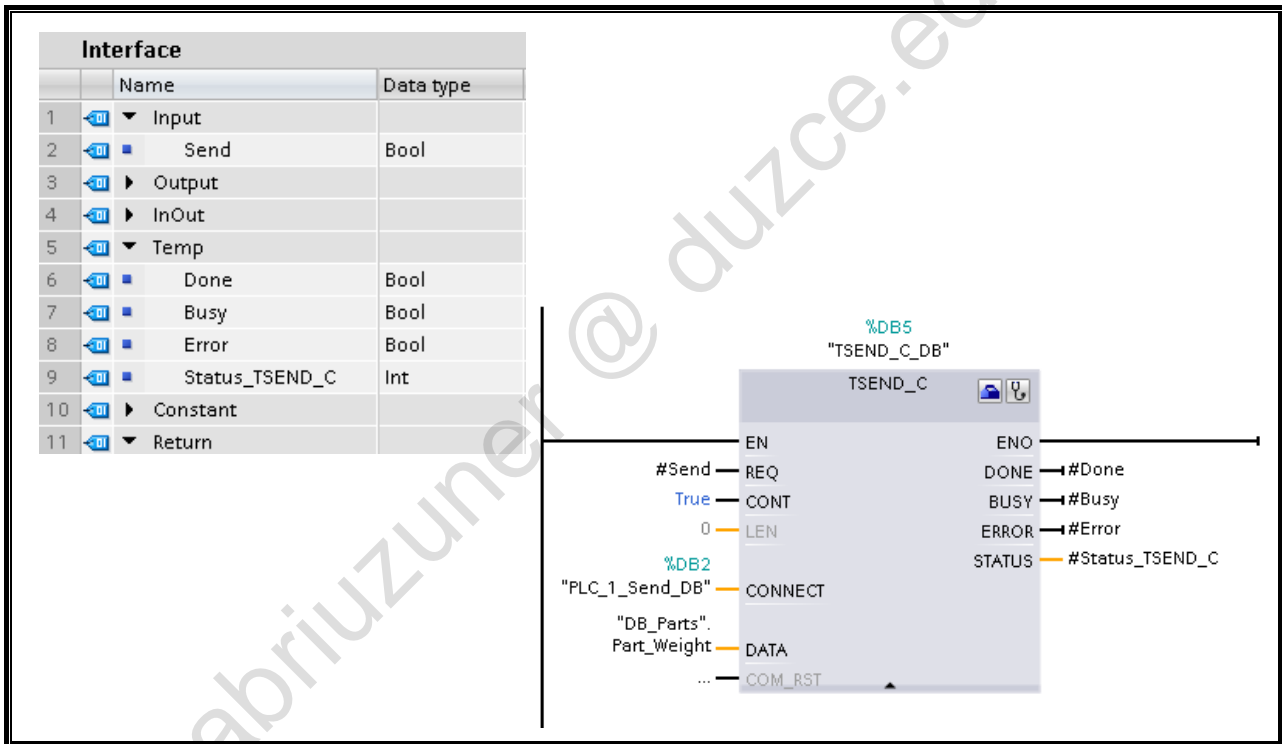 Interface
Name Data type
1 Input
2 Send Bool
3 Output
4 InOut
5 Temp
6 Done Bool
7 Busy Bool
8 Error Bool
9 Status_TSEND_C Int
10 Constant
11 Return
%DB5
"TSEND_C_DB"
TSEND_C
EN ENO
#Send REQ DONE #Done
True CONT BUSY #Busy
0 LEN ERROR #Error
%DB2
STATUS #Status_TSEND_C
"PLC_1_Send_DB" CONNECT
"DB_Parts".
Part_Weight DATA
... COM_RST
abriuzuner @ duzce.ed